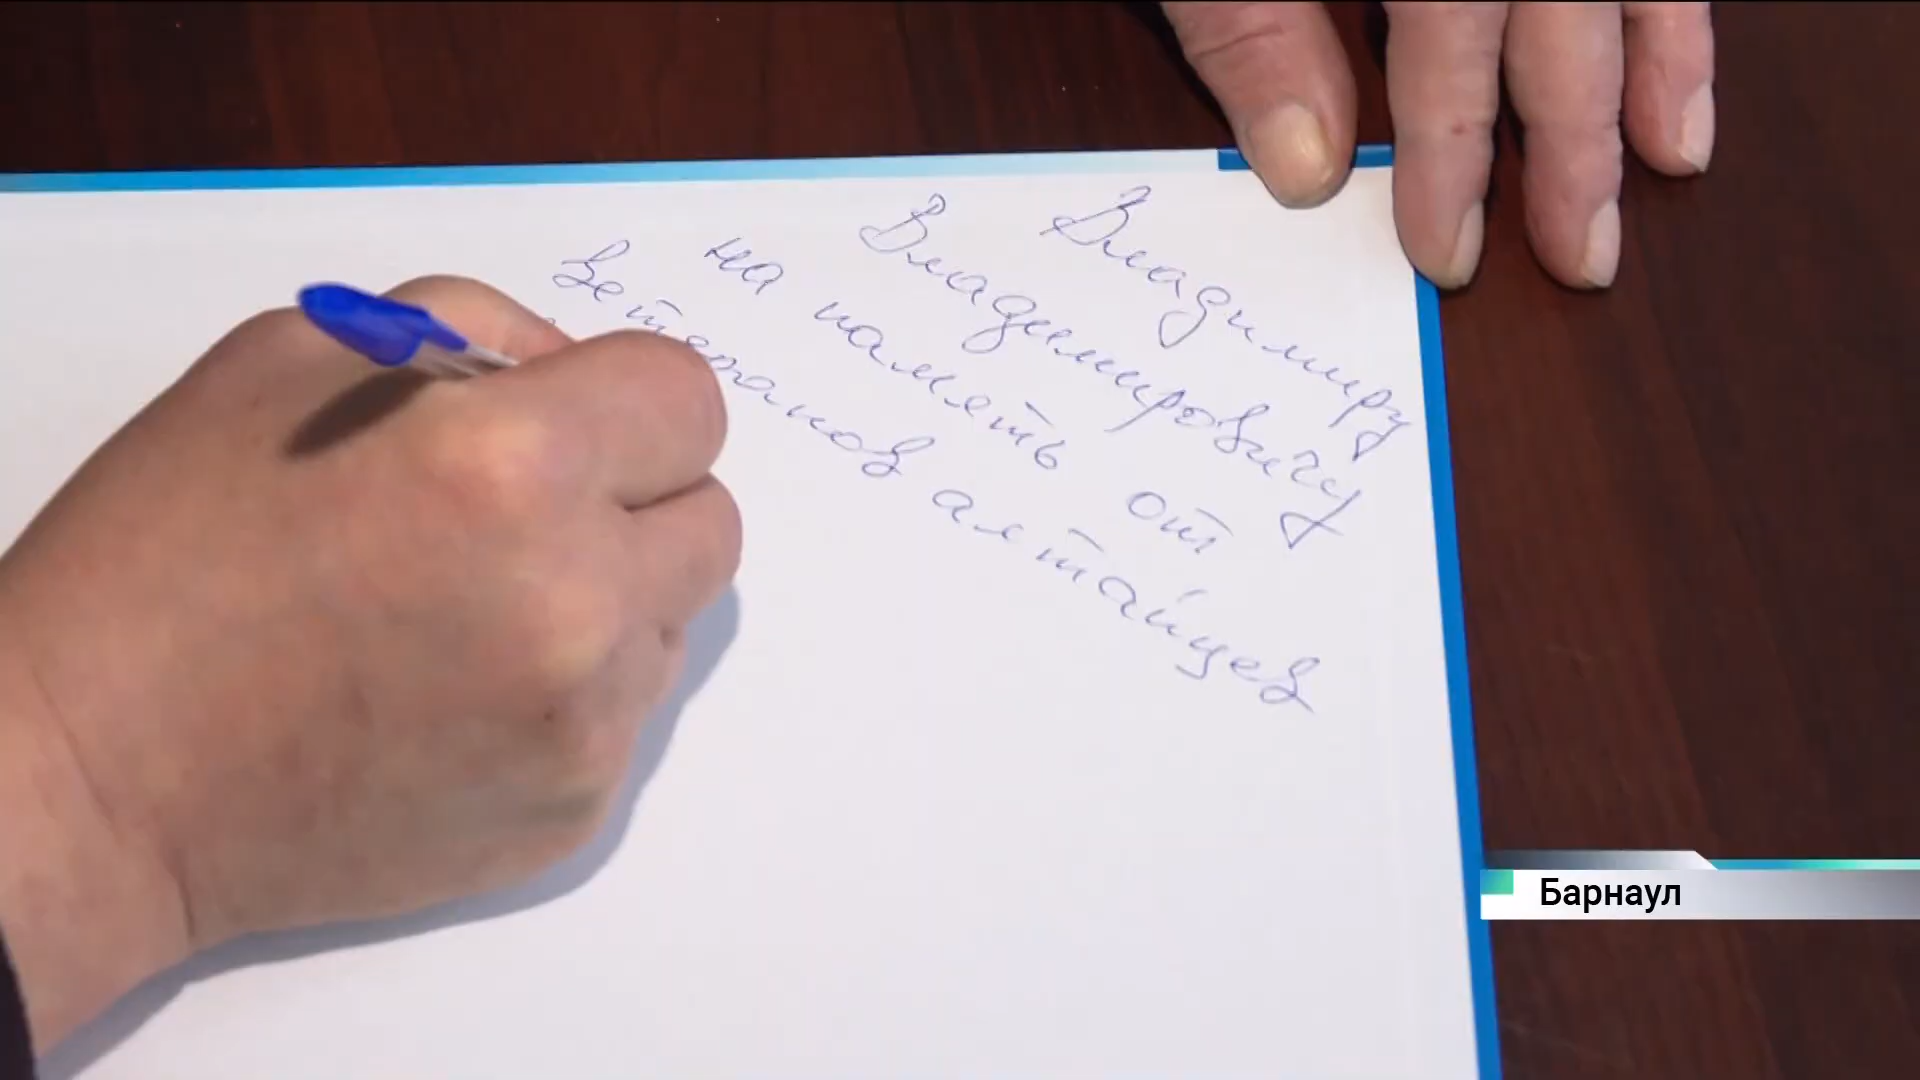 Владимиру
Владимировичу
на память от
ветеранов алтайцев
Барнаул